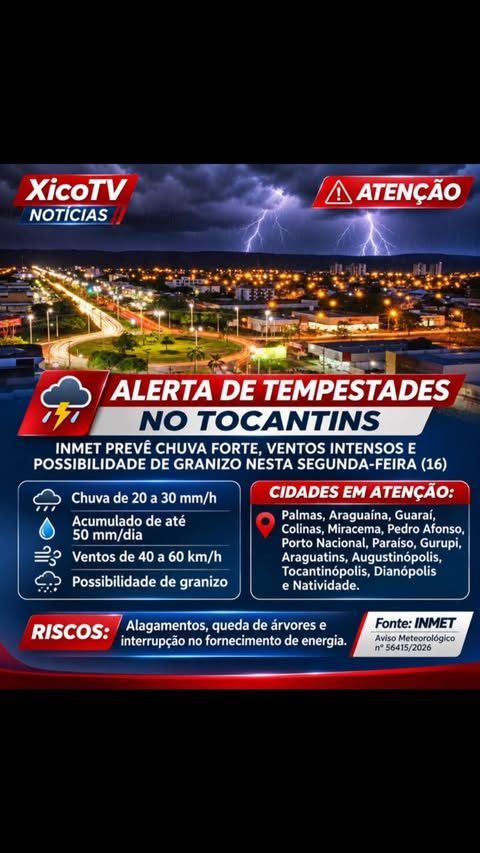 XicoTV
NOTÍCIAS
ATENÇÃO
ALERTA DE TEMPESTADES
NO TOCANTINS
INMET PREVÊ CHUVA FORTE, VENTOS INTENSOS E
POSSIBILIDADE DE GRANIZO NESTA SEGUNDA-FEIRA (16)
Chuva de 20 a 30 mm/h
Acumulado de até
50 mm/dia
Ventos de 40 a 60 km/h
Possibilidade de granizo
CIDADES EM ATENÇÃO:
Palmas, Araguaína, Guaraí,
Colinas, Miracema, Pedro Afonso,
Porto Nacional, Paraíso, Gurupi,
Araguatins, Augustinópolis,
Tocantinópolis, Dianópolis
e Natividade.
RISCOS:
Alagamentos, queda de árvores e
interrupção no fornecimento de energia.
Fonte: INMET
Aviso Meteorológico
nº 56415/2026